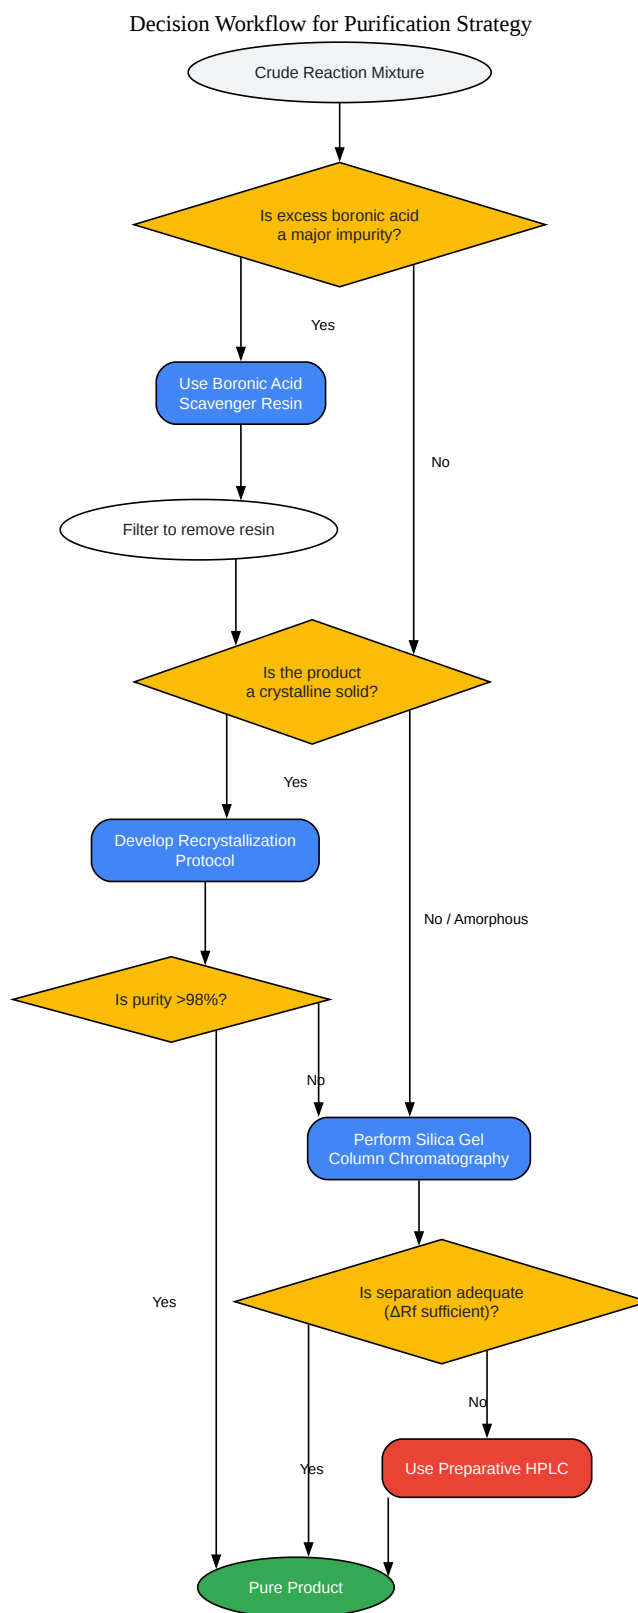 Decision Workflow for Purification Strategy
Crude Reaction Mixture
Is excess boronic acid
a major impurity?
Yes
Use Boronic Acid
Scavenger Resin
No
Filter to remove resin
Is the product
a crystalline solid?
Yes
Develop Recrystallization
Protocol
No / Amorphous
Is purity >98%?
No
Perform Silica Gel
Column Chromatography
Is separation adequate
(ΔRf sufficient)?
Yes
No
Use Preparative HPLC
Yes
Pure Product